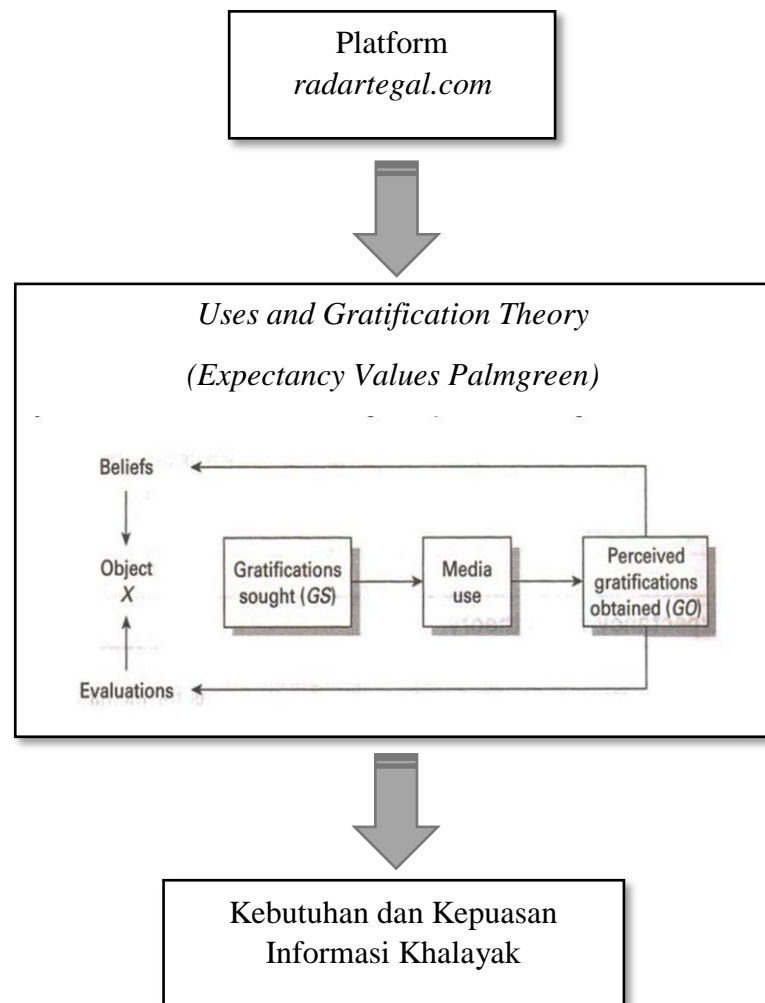 Platform
radartegal.com
Uses and Gratification Theory
(Expectancy Values Palmgreen)
Beliefs
Object
X
Evaluations
Gratifications
sought (GS)
Media
use
Perceived
gratifications
obtained (GO)
Kebutuhan dan Kepuasan
Informasi Khalayak